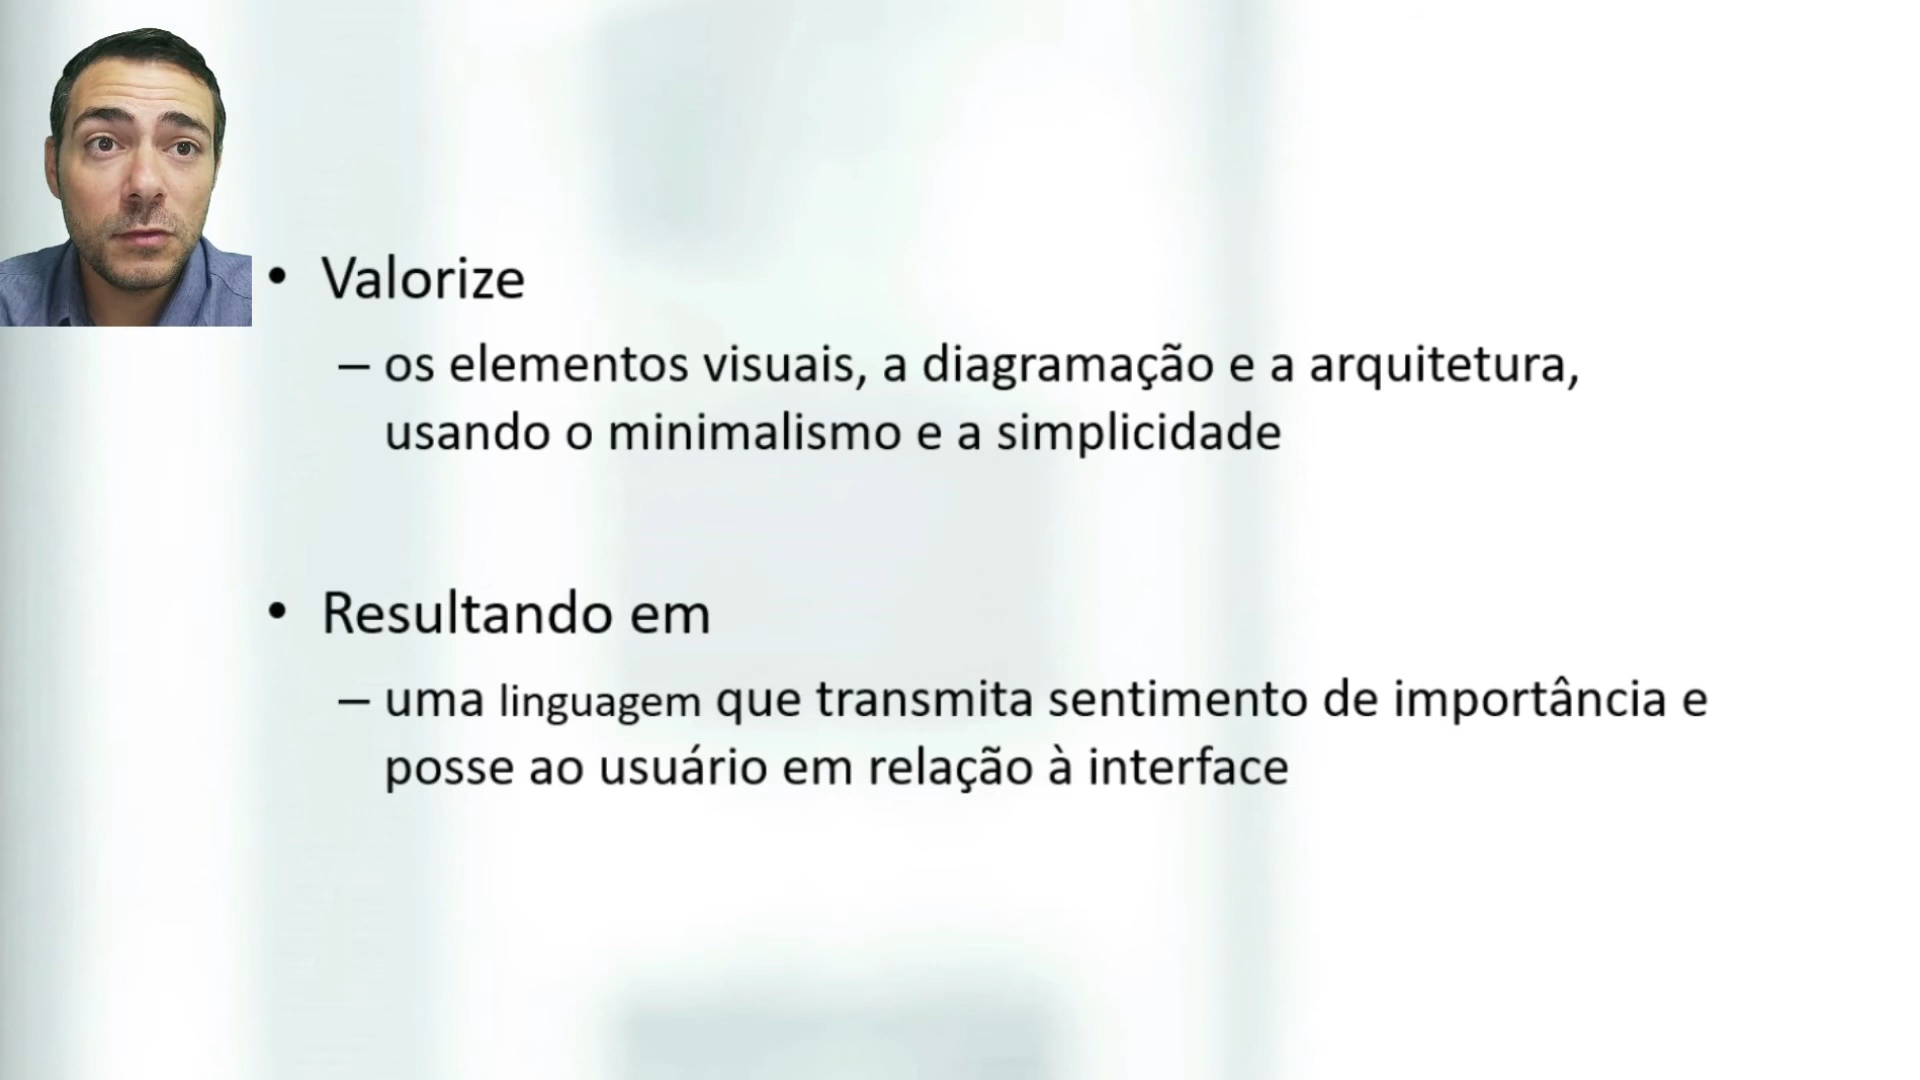 • Valorize
– os elementos visuais, a diagramação e a arquitetura,
usando o minimalismo e a simplicidade
• Resultando em
– uma linguagem que transmita sentimento de importância e
posse ao usuário em relação à interface